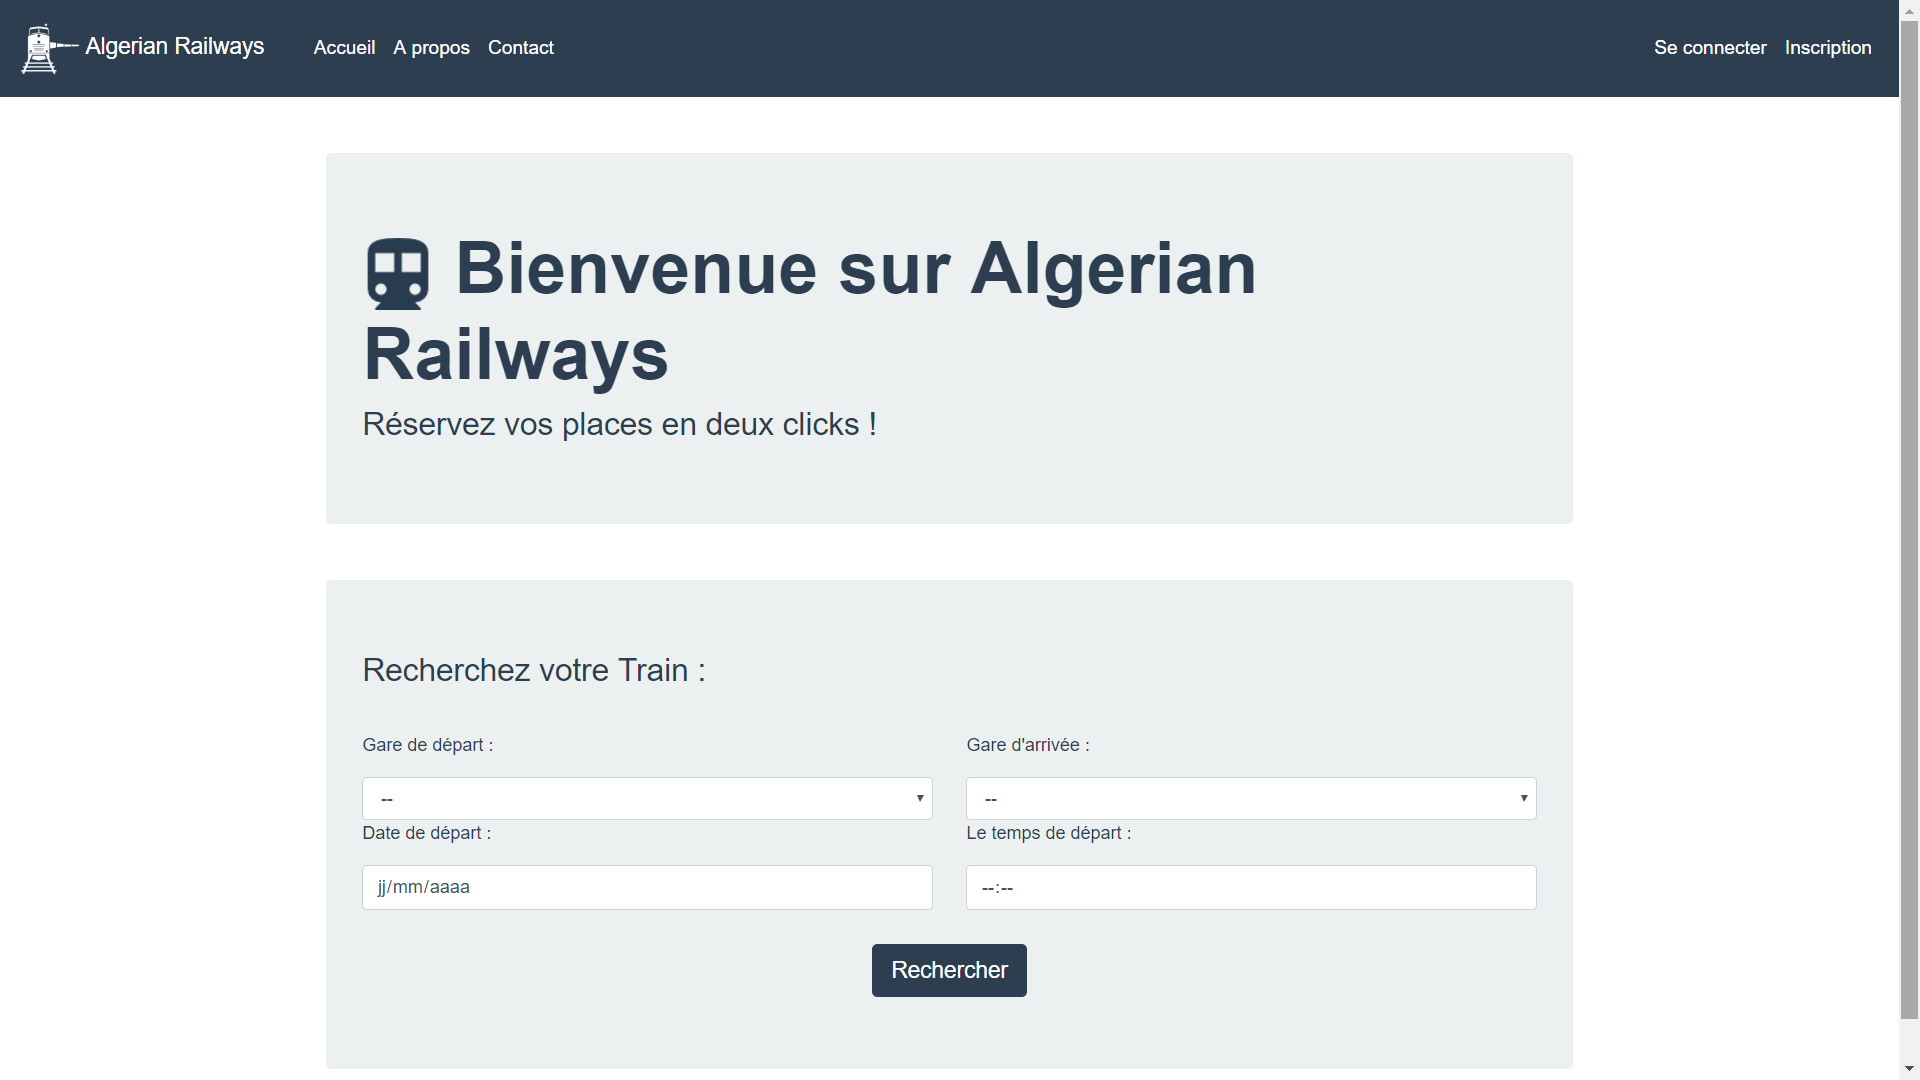 Algerian Railways
Accueil
A propos
Contact
Se connecter
Inscription
Bienvenue sur Algerian
Railways
Réservez vos places en deux clicks !
Recherchez votre Train :
Gare de départ :
Gare d'arrivée :
--
--
Date de départ :
Le temps de départ :
jj/mm/aaaa
--:--
Rechercher